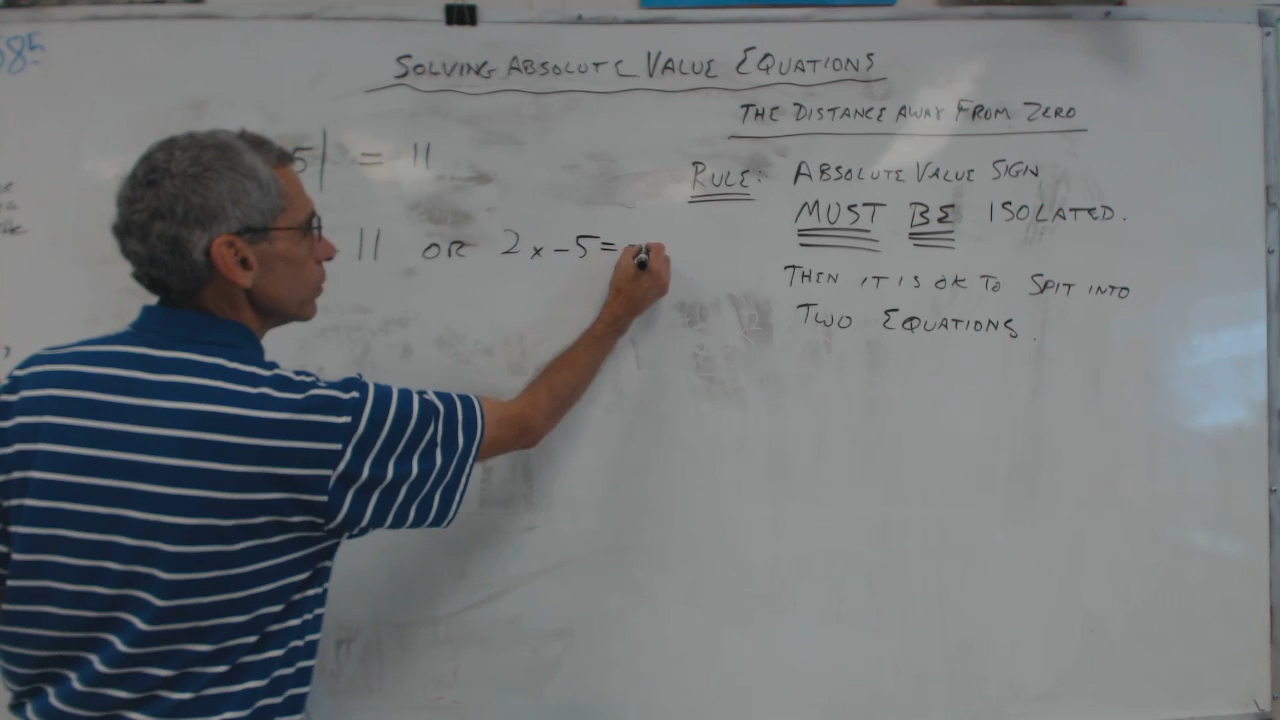 SOLVING ABSOLUTE VALUE EQUATIONS
THE DISTANCE AWAY FROM ZERO
5| = 11
RULE: ABSOLUTE VALUE SIGN
MUST BE ISOLATED.
11 OR 2x-5=
THEN IT IS OK TO SPIT INTO
TWO EQUATIONS.